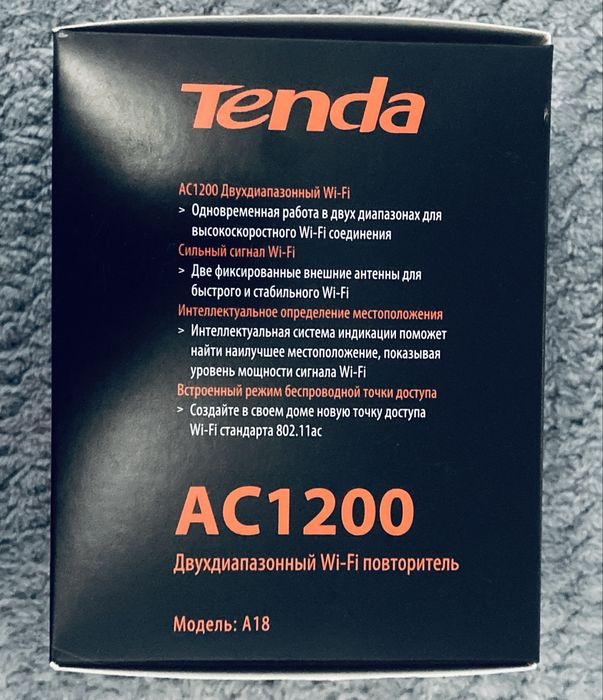 Tenda
AC1200 Двухдиапазонный Wi-Fi
> Одновременная работа в двух диапазонах для
высокоскоростного Wi-Fi соединения
Сильный сигнал Wi-Fi
> Две фиксированные внешние антенны для
быстрого и стабильного Wi-Fi
Интеллектуальное определение местоположения
> Интеллектуальная система индикации поможет
найти наилучшее местоположение, показывая
уровень мощности сигнала Wi-Fi
Встроенный режим беспроводной точки доступа
> Создайте в своем доме новую точку доступа
Wi-Fi стандарта 802.11ac
AC1200
Двухдиапазонный Wi-Fi повторитель
Модель: A18